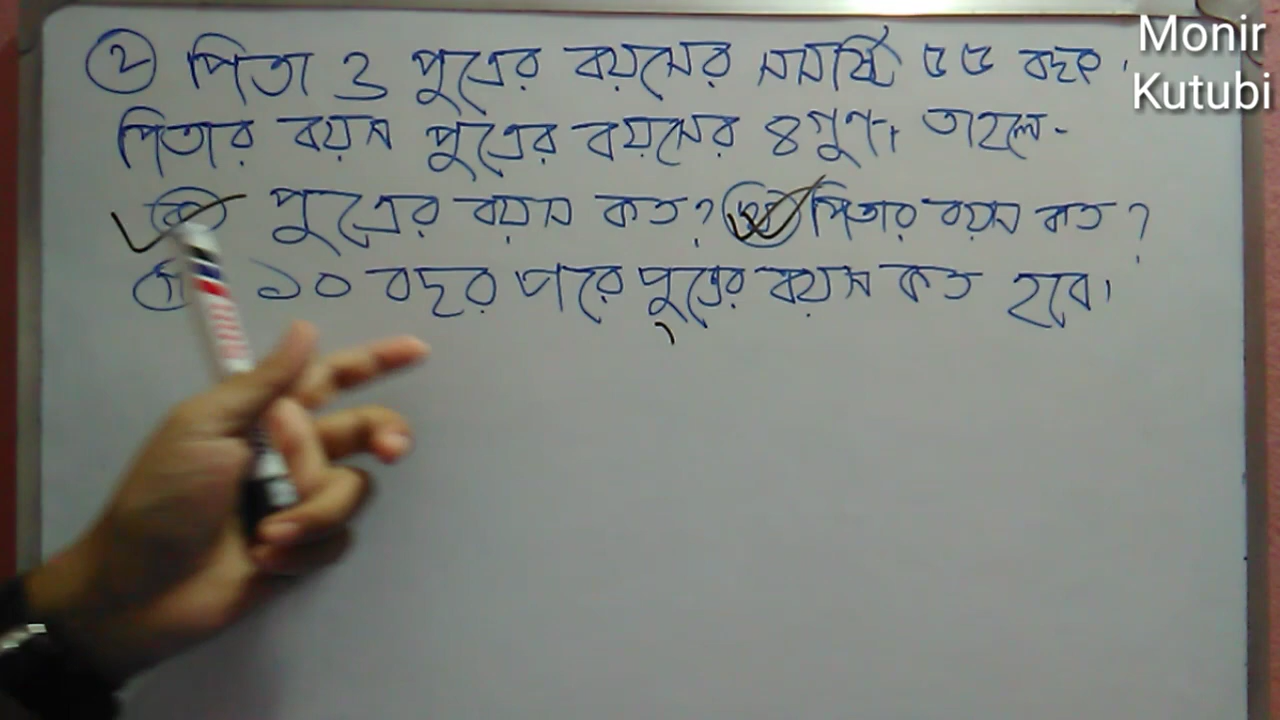 ২ পিতা ও পুত্রের বয়সের সমষ্টি ৫৫ বছর।
পিতার বয়স পুত্রের বয়সের ৪গুণ, তাহলে-
ক পুত্রের বয়স কত? খ পিতার বয়স কত?
গ ১০ বছর পরে পুত্রের বয়স কত হবে।
Monir
Kutubi